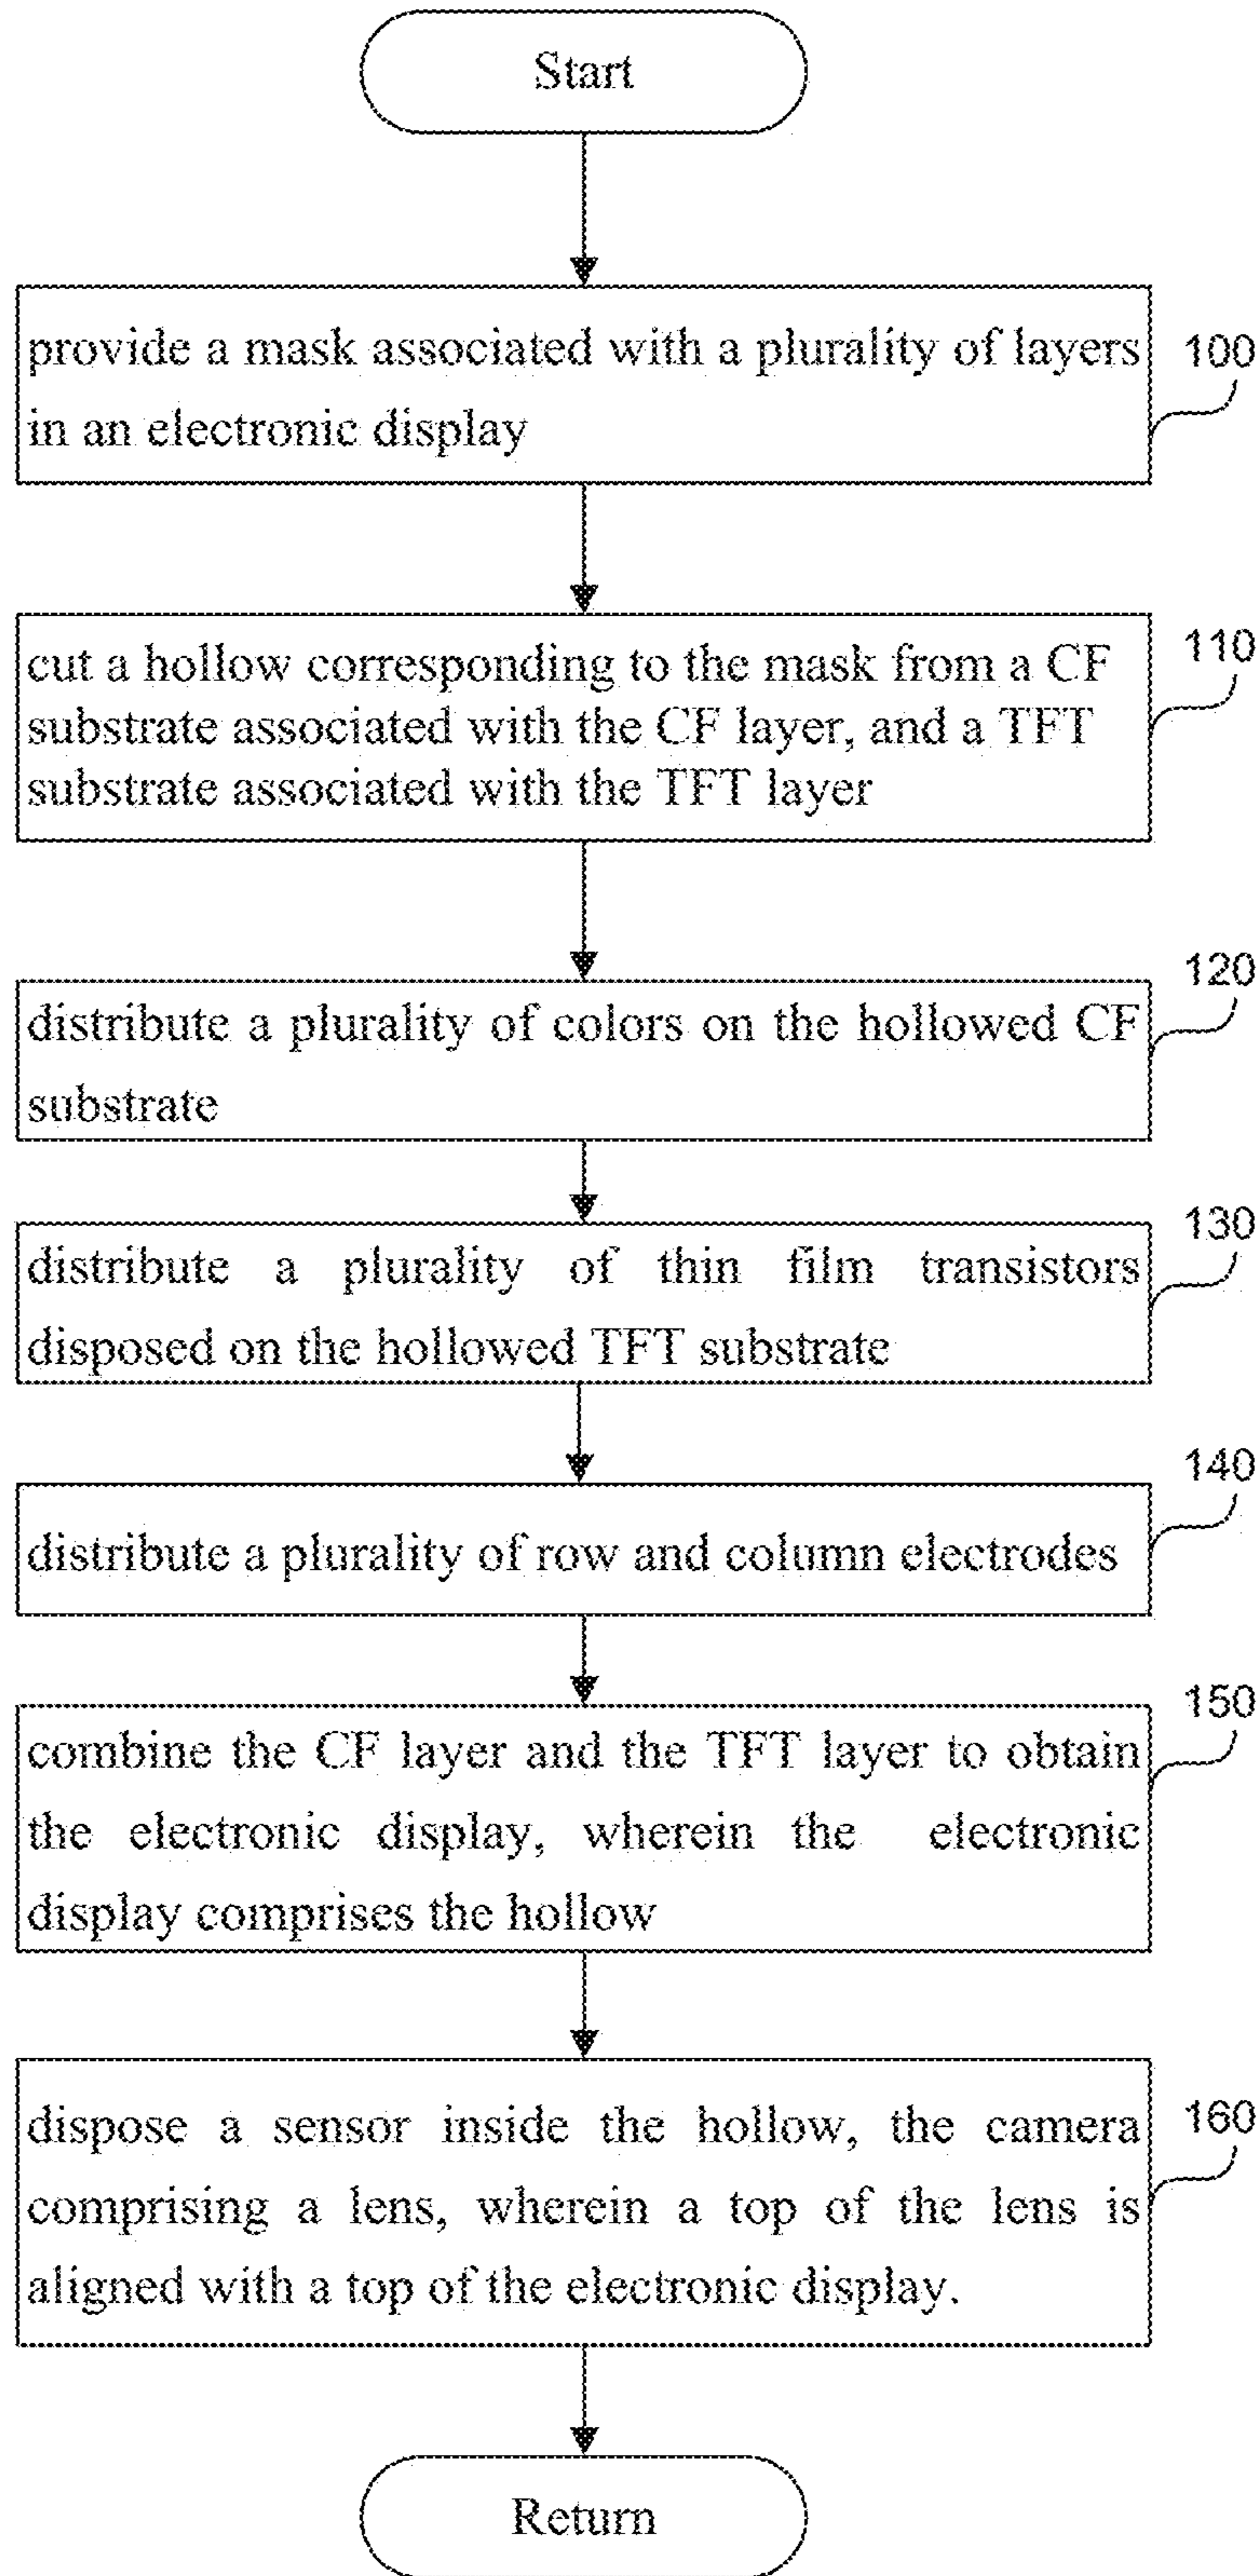 Start
provide a mask associated with a plurality of layers
100
in an electronic display
cut a hollow corresponding to the mask from a CF
110
substrate associated with the CF layer, and a TFT
substrate associated with the TFT layer
120
distribute a plurality of colors on the hollowed CF
substrate
130
distribute a plurality of thin film transistors
disposed on the hollowed TFT substrate
140
distribute a plurality of row and column electrodes
150
combine the CF layer and the TFT layer to obtain
the electronic display, wherein the electronic
display comprises the hollow
160
dispose a sensor inside the hollow, the camera
comprising a lens, wherein a top of the lens is
aligned with a top of the electronic display.
Return